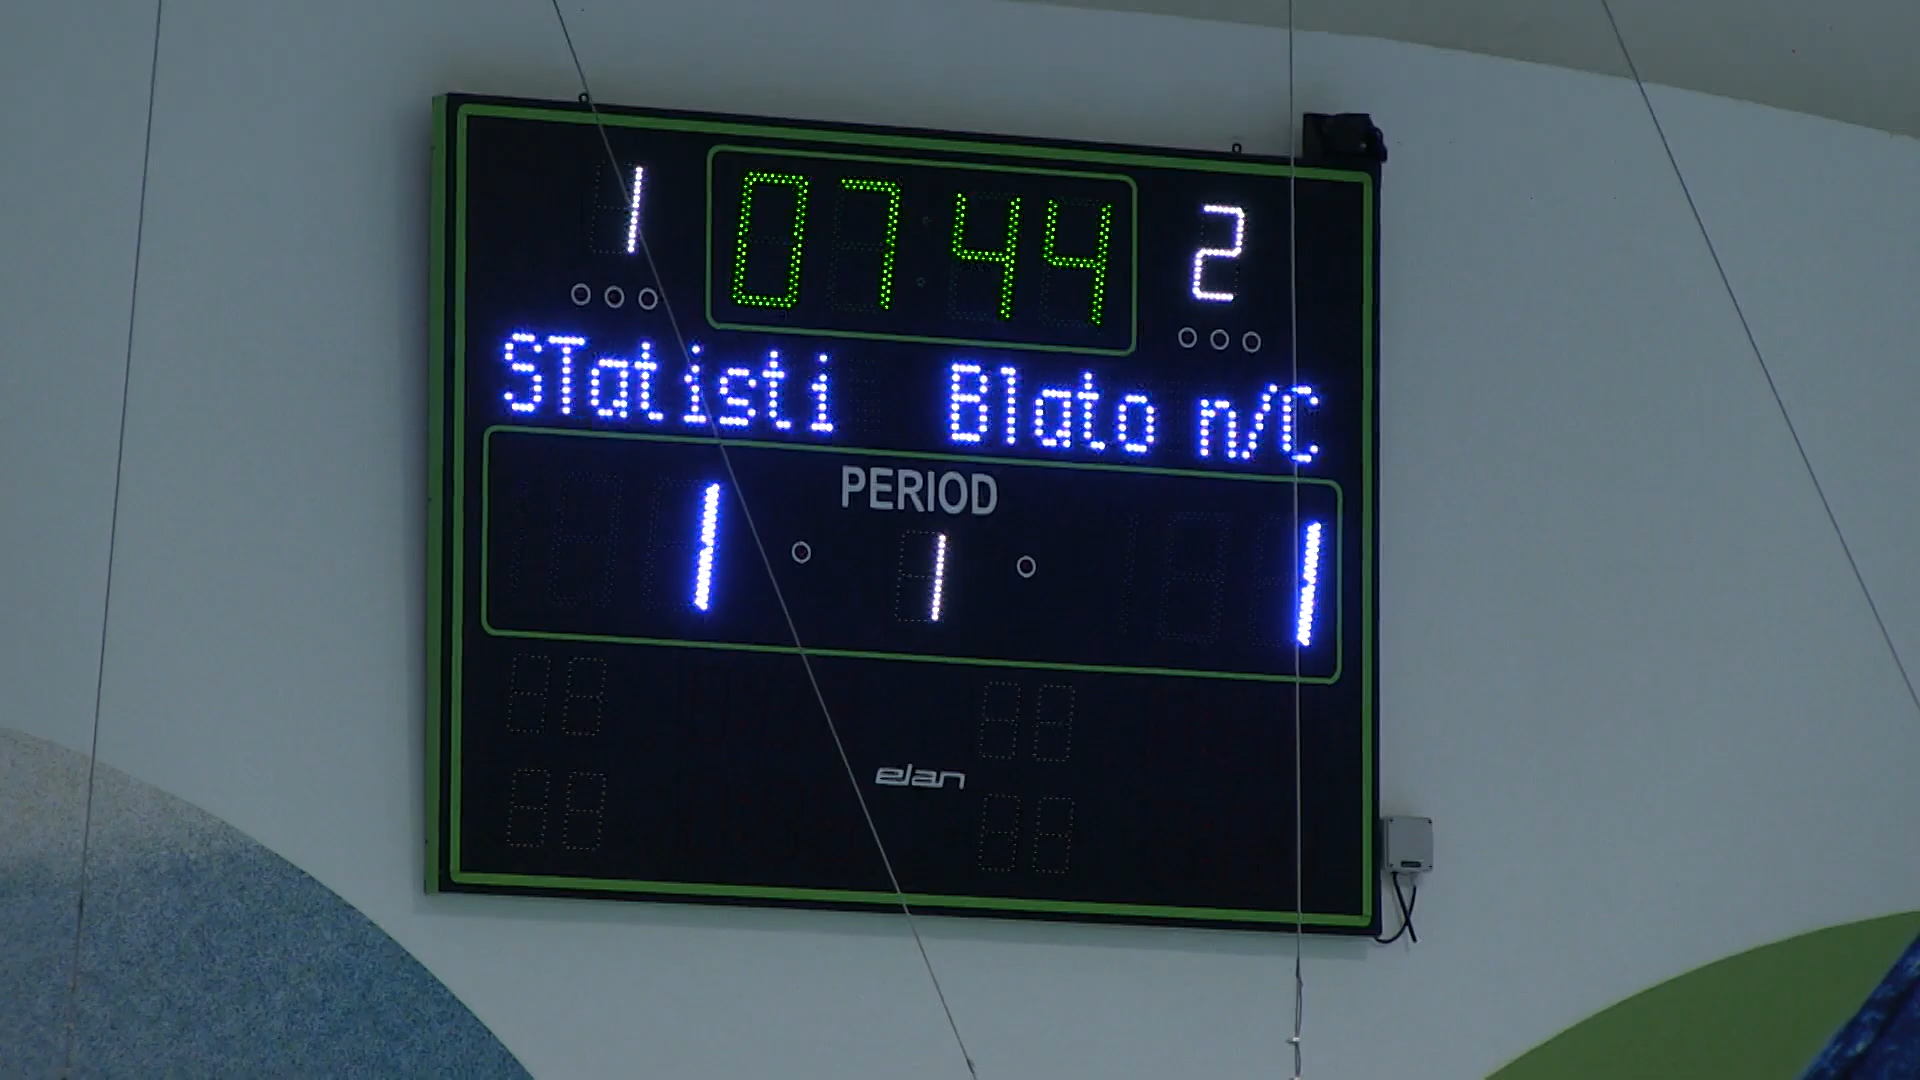 1 07 44 2
STatisti Blato n/C
PERIOD
1 1 1
elan